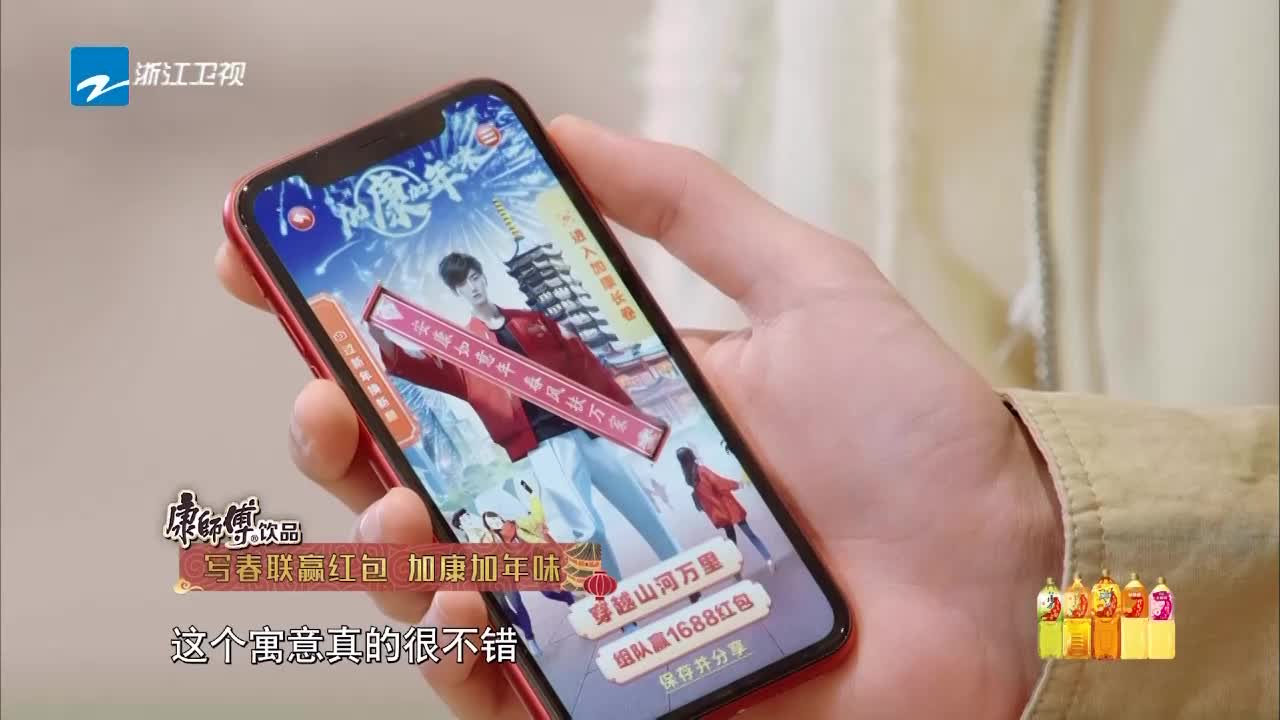 浙江卫视
加康加年味
进入加康长卷
安康如意年 春风扶万家
穿越山河万里
组队赢1688红包
保存并分享
康師傅®饮品
写春联赢红包 加康加年味
这个寓意真的很不错